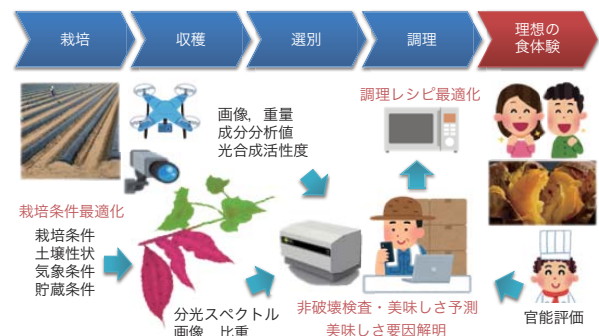 栽培
収穫
選別
調理
理想の
食体験
調理レシピ最適化
画像，重量
成分分析値
光合成活性度
栽培条件最適化
栽培条件
土壌性状
気象条件
貯蔵条件
分光スペクトル
画像，比重
非破壊検査・美味しさ予測
美味しさ要因解明
官能評価